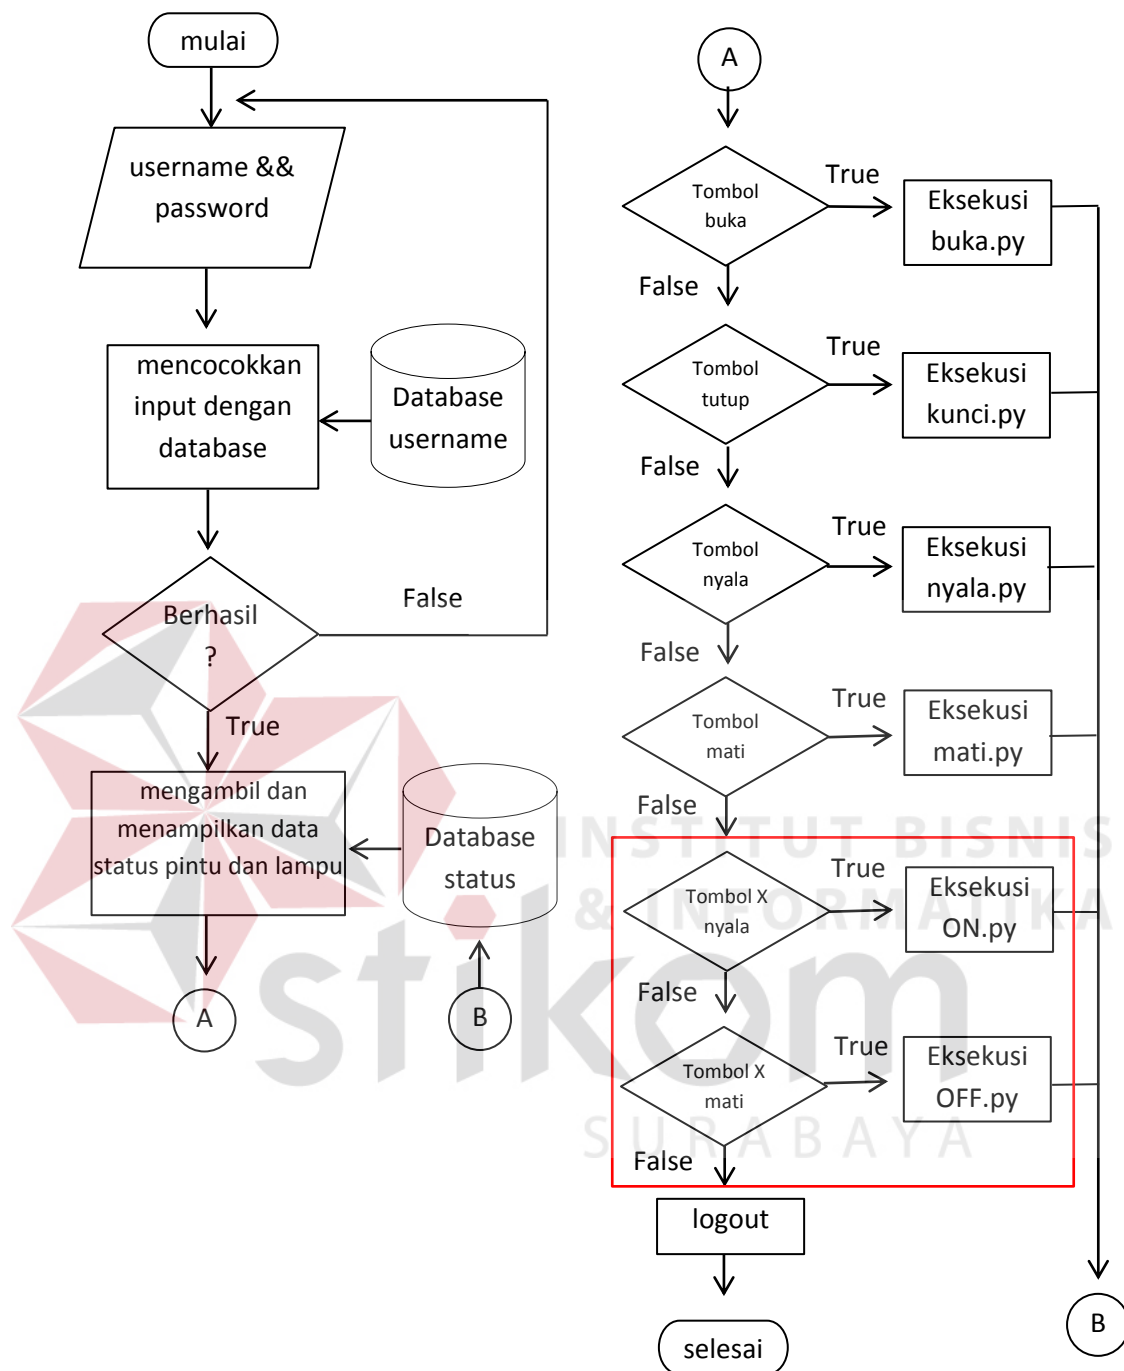 mulai
username &&
password
mencocokkan
input dengan
database
Database
username
Berhasil
?
False
True
mengambil dan
menampilkan data
status pintu dan lampu
Database
status
A
B
A
Tombol
buka
True
Eksekusi
buka.py
False
Tombol
tutup
True
Eksekusi
kunci.py
False
Tombol
nyala
True
Eksekusi
nyala.py
False
Tombol
mati
True
Eksekusi
mati.py
False
Tombol X
nyala
True
Eksekusi
ON.py
False
Tombol X
mati
True
Eksekusi
OFF.py
False
logout
selesai
B
INSTITUT BISNIS
& INFORMATIKA
stikom
SURABAYA